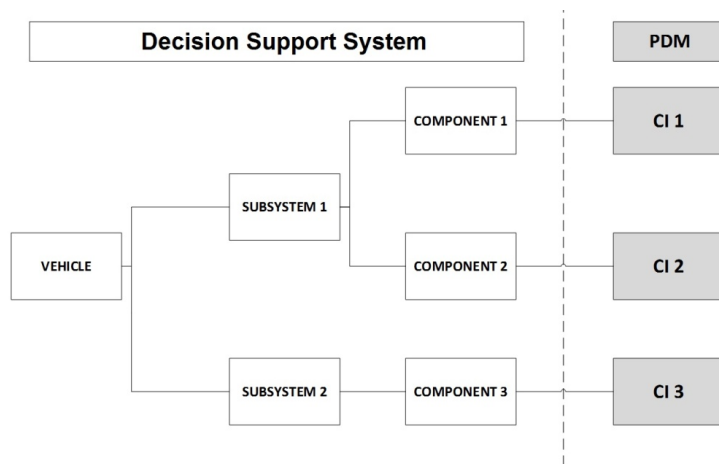 Decision Support System
PDM
COMPONENT 1
CI 1
SUBSYSTEM 1
VEHICLE
COMPONENT 2
CI 2
SUBSYSTEM 2
COMPONENT 3
CI 3